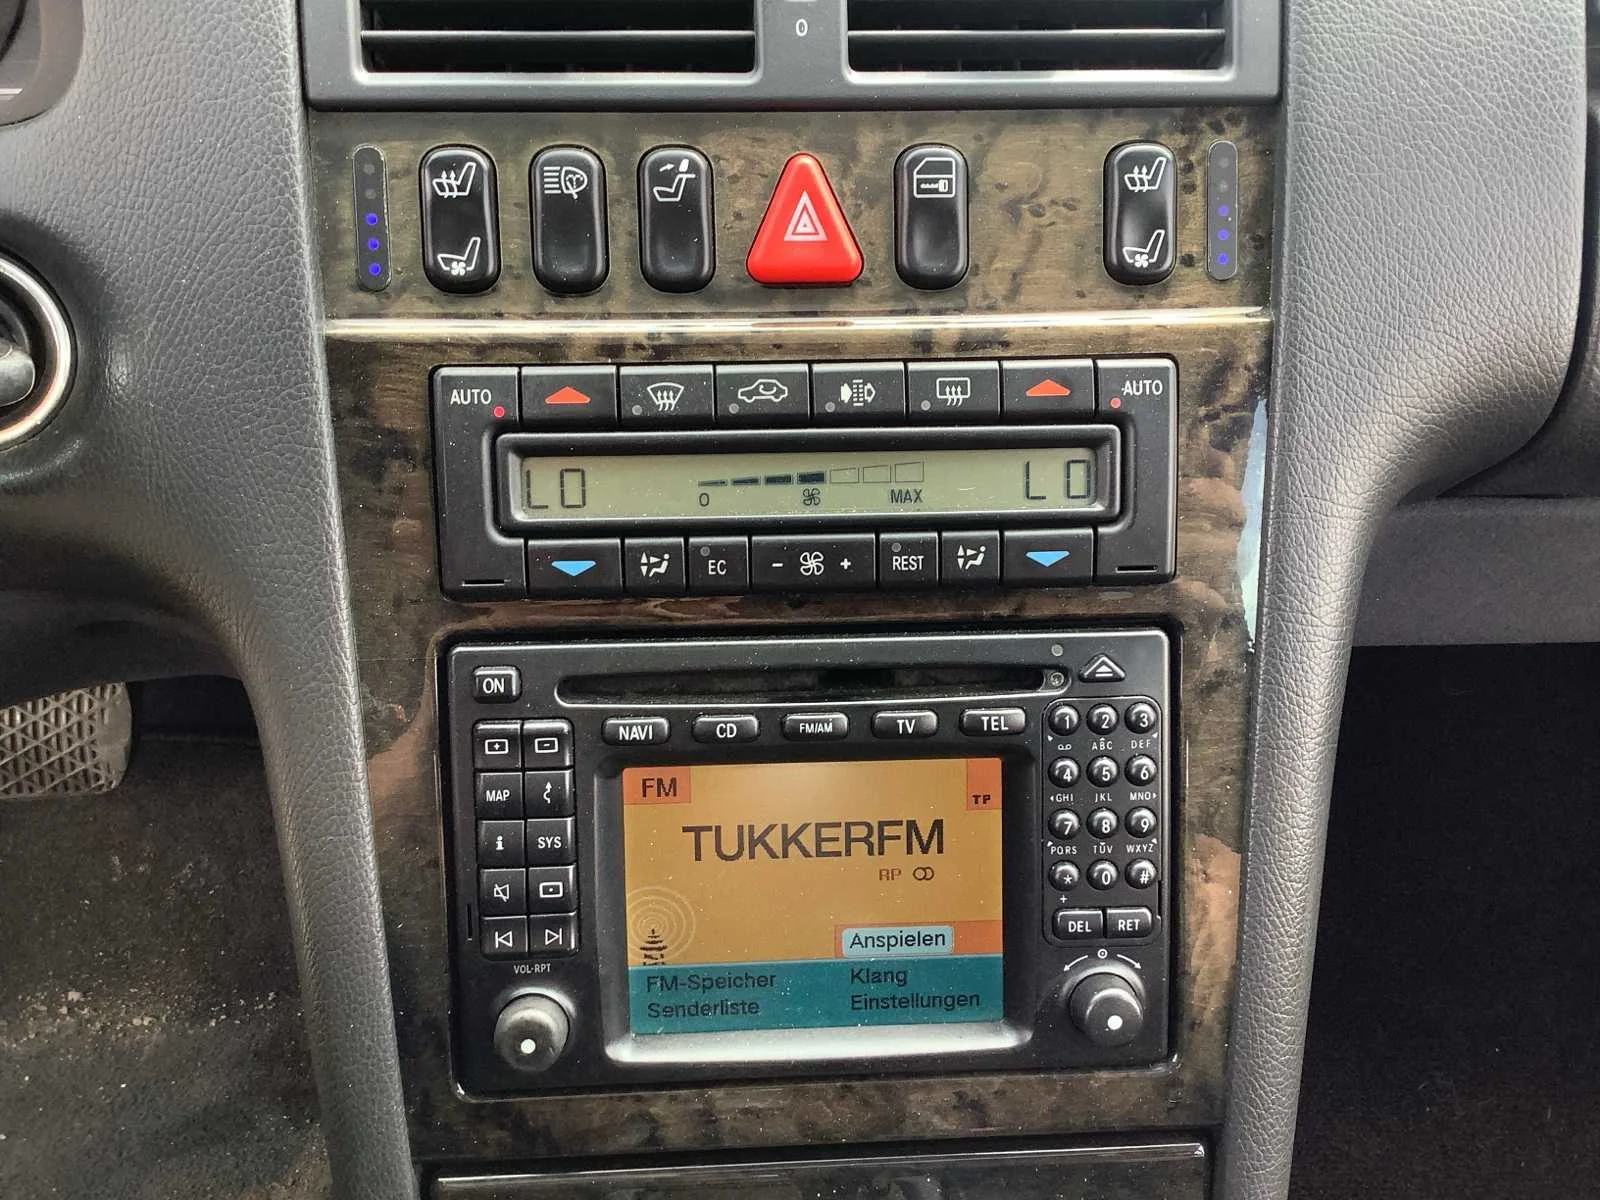 0
AUTO
AUTO
LO
LO
0
MAX
EC
- +
REST
ON
NAVI
CD
FM/AM
TV
TEL
1 2 3
ABC DEF
4 5 6
GHI JKL MNO
7 8 9
PQRS TUV WXYZ
* 0 #
+
DEL
RET
+
-
MAP
i
SYS
VOL-RPT
FM
TP
TUKKERFM
RP
Anspielen
FM-Speicher
Klang
Senderliste
Einstellungen